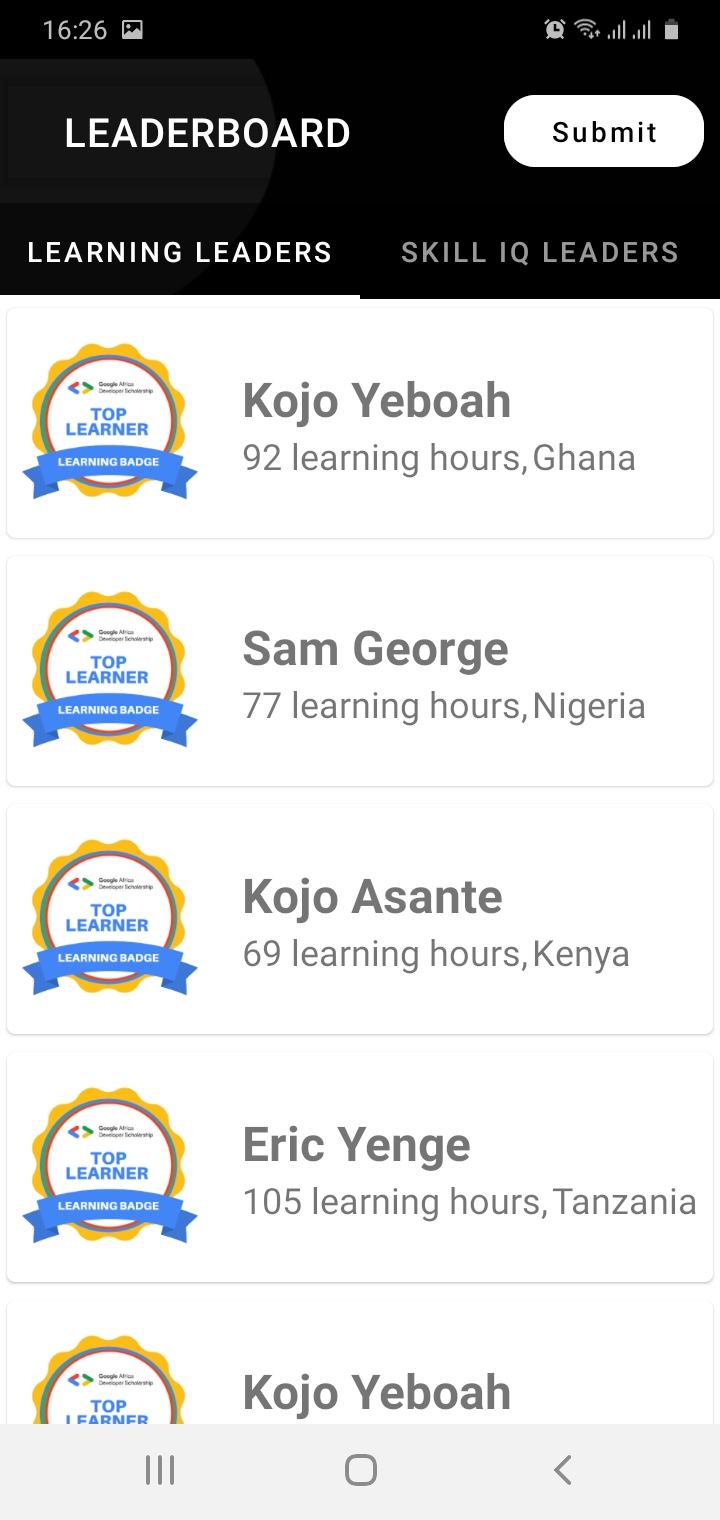 16:26
LEADERBOARD
Submit
LEARNING LEADERS
SKILL IQ LEADERS
Google Africa
Developer Scholarship
TOP
LEARNER
LEARNING BADGE
Kojo Yeboah
92 learning hours, Ghana
Google Africa
Developer Scholarship
TOP
LEARNER
LEARNING BADGE
Sam George
77 learning hours, Nigeria
Google Africa
Developer Scholarship
TOP
LEARNER
LEARNING BADGE
Kojo Asante
69 learning hours, Kenya
Google Africa
Developer Scholarship
TOP
LEARNER
LEARNING BADGE
Eric Yenge
105 learning hours, Tanzania
Google Africa
Developer Scholarship
TOP
LEARNER
Kojo Yeboah